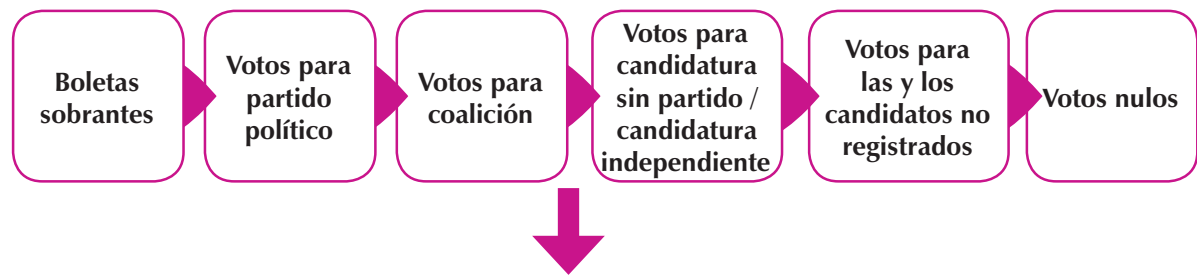 Boletas
sobrantes
Votos para
partido
político
Votos para
coalición
Votos para
candidatura
sin partido /
candidatura
independiente
Votos para
las y los
candidatos no
registrados
Votos nulos